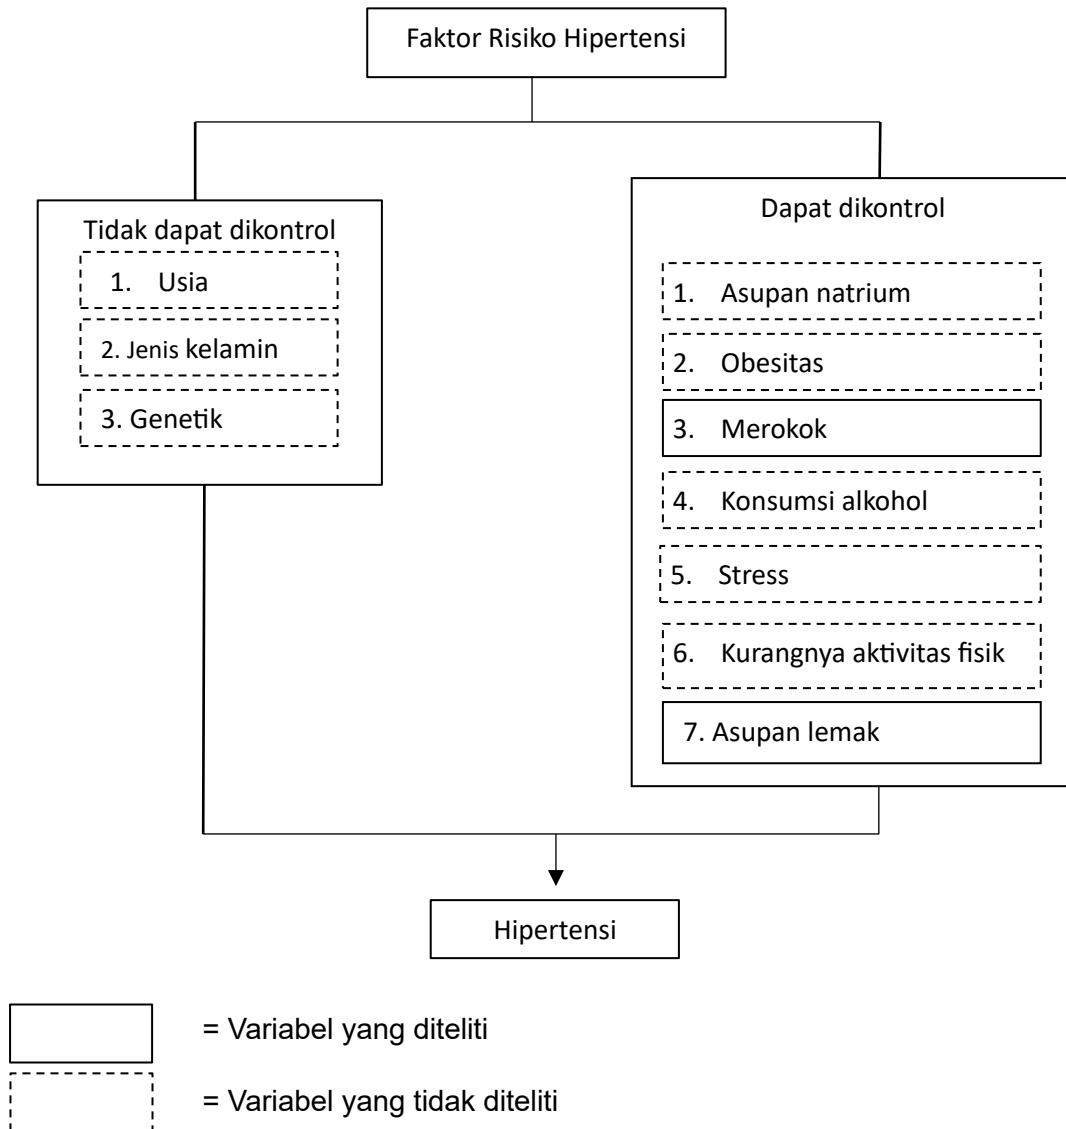 Faktor Risiko Hipertensi
Tidak dapat dikontrol
1. Usia
2. Jenis kelamin
3. Genetik
Dapat dikontrol
1. Asupan natrium
2. Obesitas
3. Merokok
4. Konsumsi alkohol
5. Stress
6. Kurangnya aktivitas fisik
7. Asupan lemak
Hipertensi
= Variabel yang diteliti
= Variabel yang tidak diteliti